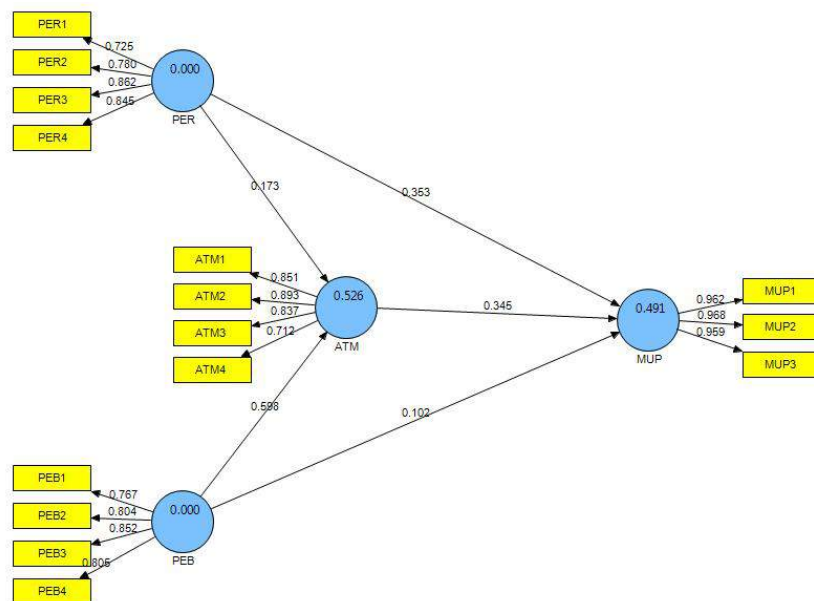 PER1
0.725
PER2
0.780
PER3
0.862
PER4
0.845
0.000
PER
0.173
0.353
ATM1
0.851
ATM2
0.893
ATM3
0.837
ATM4
0.712
0.526
ATM
0.345
0.491
MUP
0.962
MUP1
0.968
MUP2
0.959
MUP3
0.598
0.102
PEB1
0.767
PEB2
0.804
PEB3
0.852
PEB4
0.805
0.000
PEB